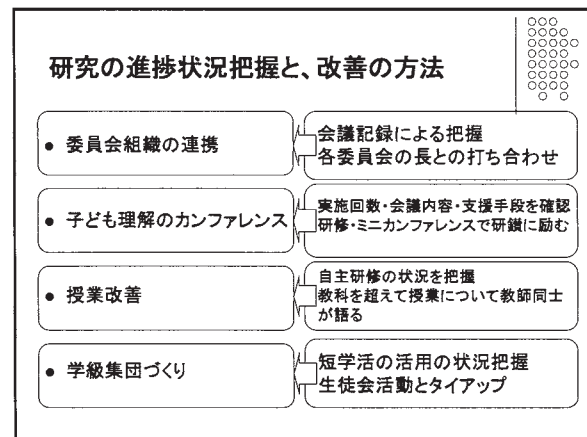 研究の進捗状況把握と、改善の方法
• 委員会組織の連携
会議記録による把握
各委員会の長との打ち合わせ
• 子ども理解のカンファレンス
実施回数・会議内容・支援手段を確認
研修・ミニカンファレンスで研鑽に励む
• 授業改善
自主研修の状況を把握
教科を超えて授業について教師同士
が語る
• 学級集団づくり
短学活の活用の状況把握
生徒会活動とタイアップ